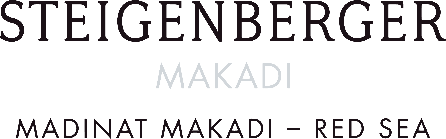 STEIGENBERGER
MAKADI
MADINAT MAKADI – RED SEA